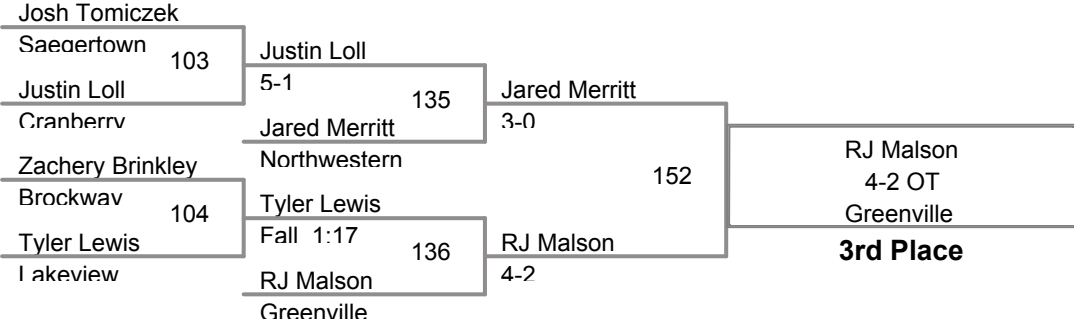 Josh Tomiczek
Saegertown
103
Justin Loll
Cranberry
Zachery Brinkley
Brockway
104
Tyler Lewis
Lakeview
Justin Loll
5-1
135
Jared Merritt
Northwestern
Tyler Lewis
Fall 1:17
136
RJ Malson
Greenville
Jared Merritt
3-0
152
RJ Malson
4-2
RJ Malson
4-2 OT
Greenville
3rd Place